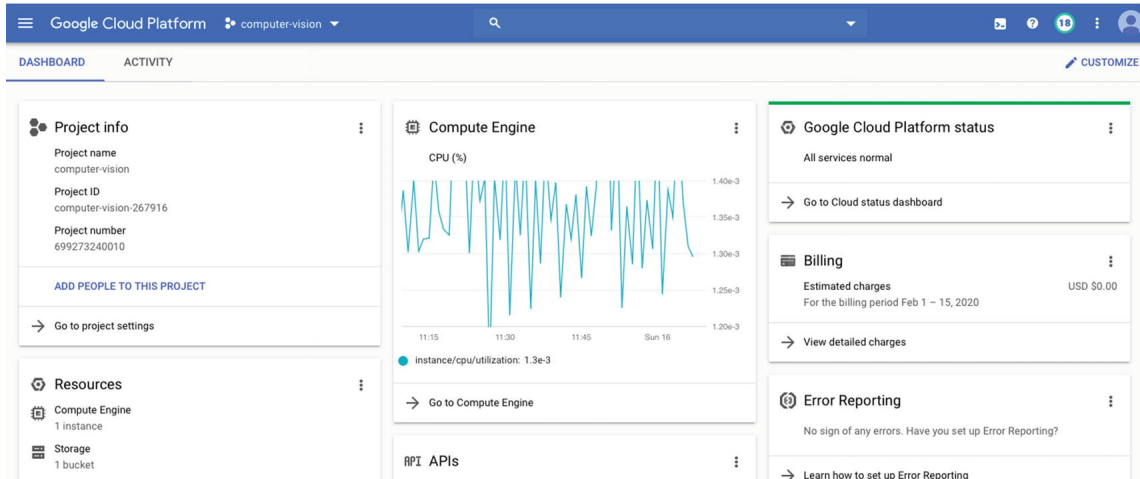 Google Cloud Platform
computer-vision
18
DASHBOARD
ACTIVITY
CUSTOMIZE
Project info
Project name
computer-vision
Project ID
computer-vision-267916
Project number
699273240010
ADD PEOPLE TO THIS PROJECT
Go to project settings
Resources
Compute Engine
1 instance
Storage
1 bucket
Compute Engine
CPU (%)
1.40e-3
1.35e-3
1.30e-3
1.25e-3
1.20e-3
11:15 11:30 11:45 Sun 16
instance/cpu/utilization: 1.3e-3
Go to Compute Engine
API APIs
Google Cloud Platform status
All services normal
Go to Cloud status dashboard
Billing
Estimated charges USD $0.00
For the billing period Feb 1 – 15, 2020
View detailed charges
Error Reporting
No sign of any errors. Have you set up Error Reporting?
Learn how to set up Error Reporting